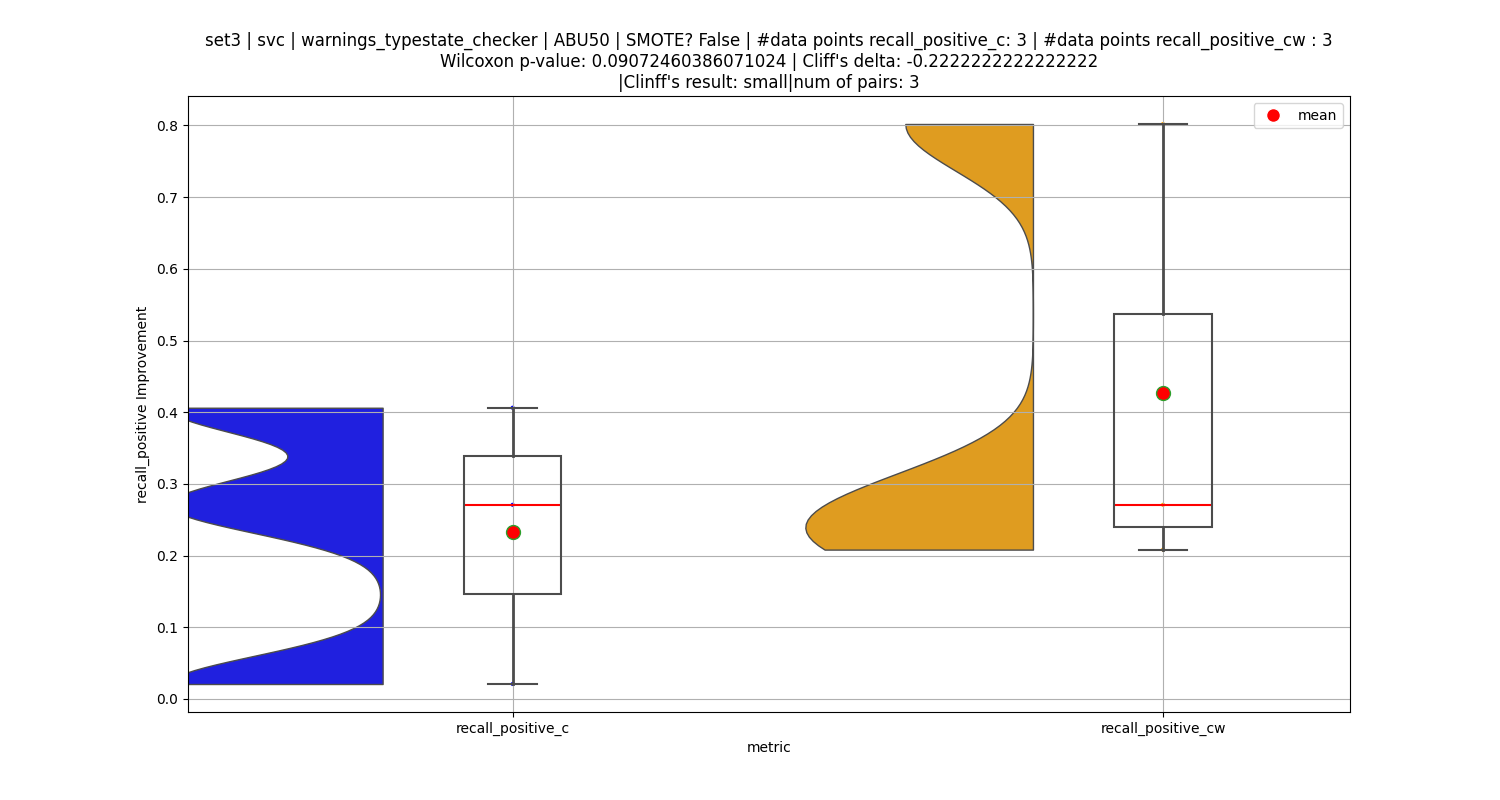 set3 | svc | warnings_typestate_checker | ABU50 | SMOTE? False | #data points recall_positive_c: 3 | #data points recall_positive_cw : 3
Wilcoxon p-value: 0.09072460386071024 | Cliff's delta: -0.2222222222222222
|Clinff's result: small|num of pairs: 3
mean
0.8
0.7
0.6
0.5
0.4
0.3
0.2
0.1
0.0
recall_positive Improvement
recall_positive_c
recall_positive_cw
metric